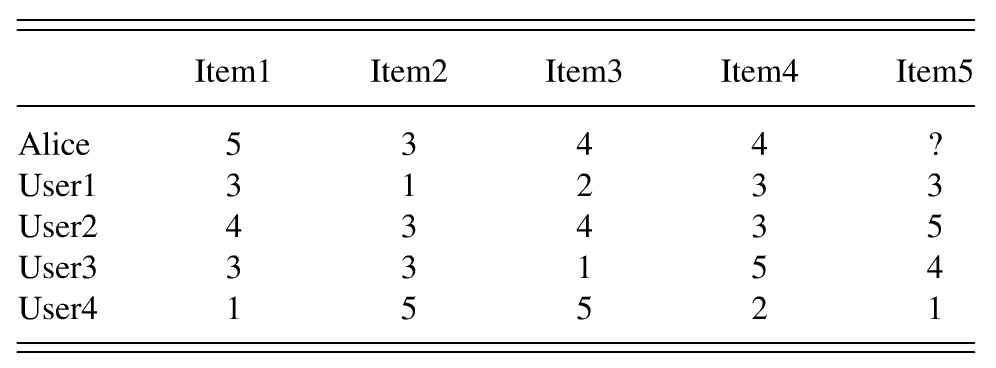 Item1 Item2 Item3 Item4 Item5
Alice 5 3 4 4 ?
User1 3 1 2 3 3
User2 4 3 4 3 5
User3 3 3 1 5 4
User4 1 5 5 2 1